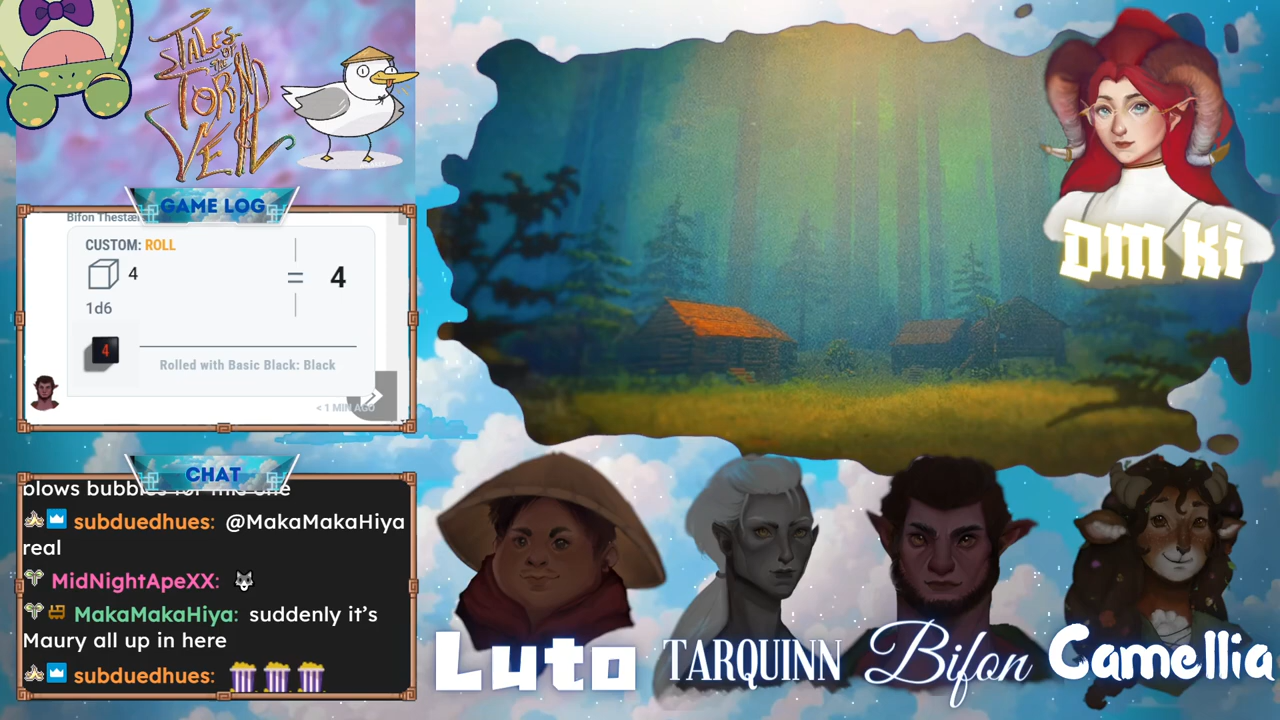 TALES
OF THE
TORN
VEIL
GAME LOG
CUSTOM: ROLL
4
= 4
1d6
4
Rolled with Basic Black: Black
< 1 MIN AGO
CHAT
blows bubbles for this one
subduedhues: @MakaMakaHiya
real
MidNightApeXX:
MakaMakaHiya: suddenly it's
Maury all up in here
subduedhues:
DM Ki
Luto
TARQUINN
Bifon
Camellia